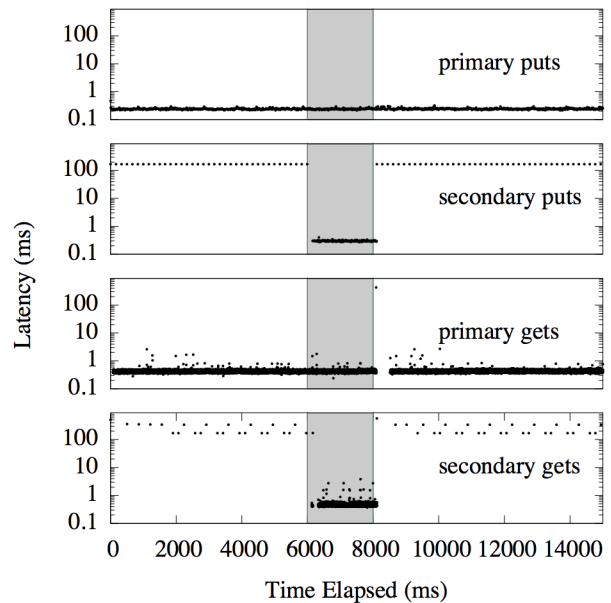 100
10
1
0.1
primary puts
100
10
1
0.1
secondary puts
100
10
1
0.1
primary gets
100
10
1
0.1
secondary gets
Latency (ms)
0 2000 4000 6000 8000 10000 12000 14000
Time Elapsed (ms)